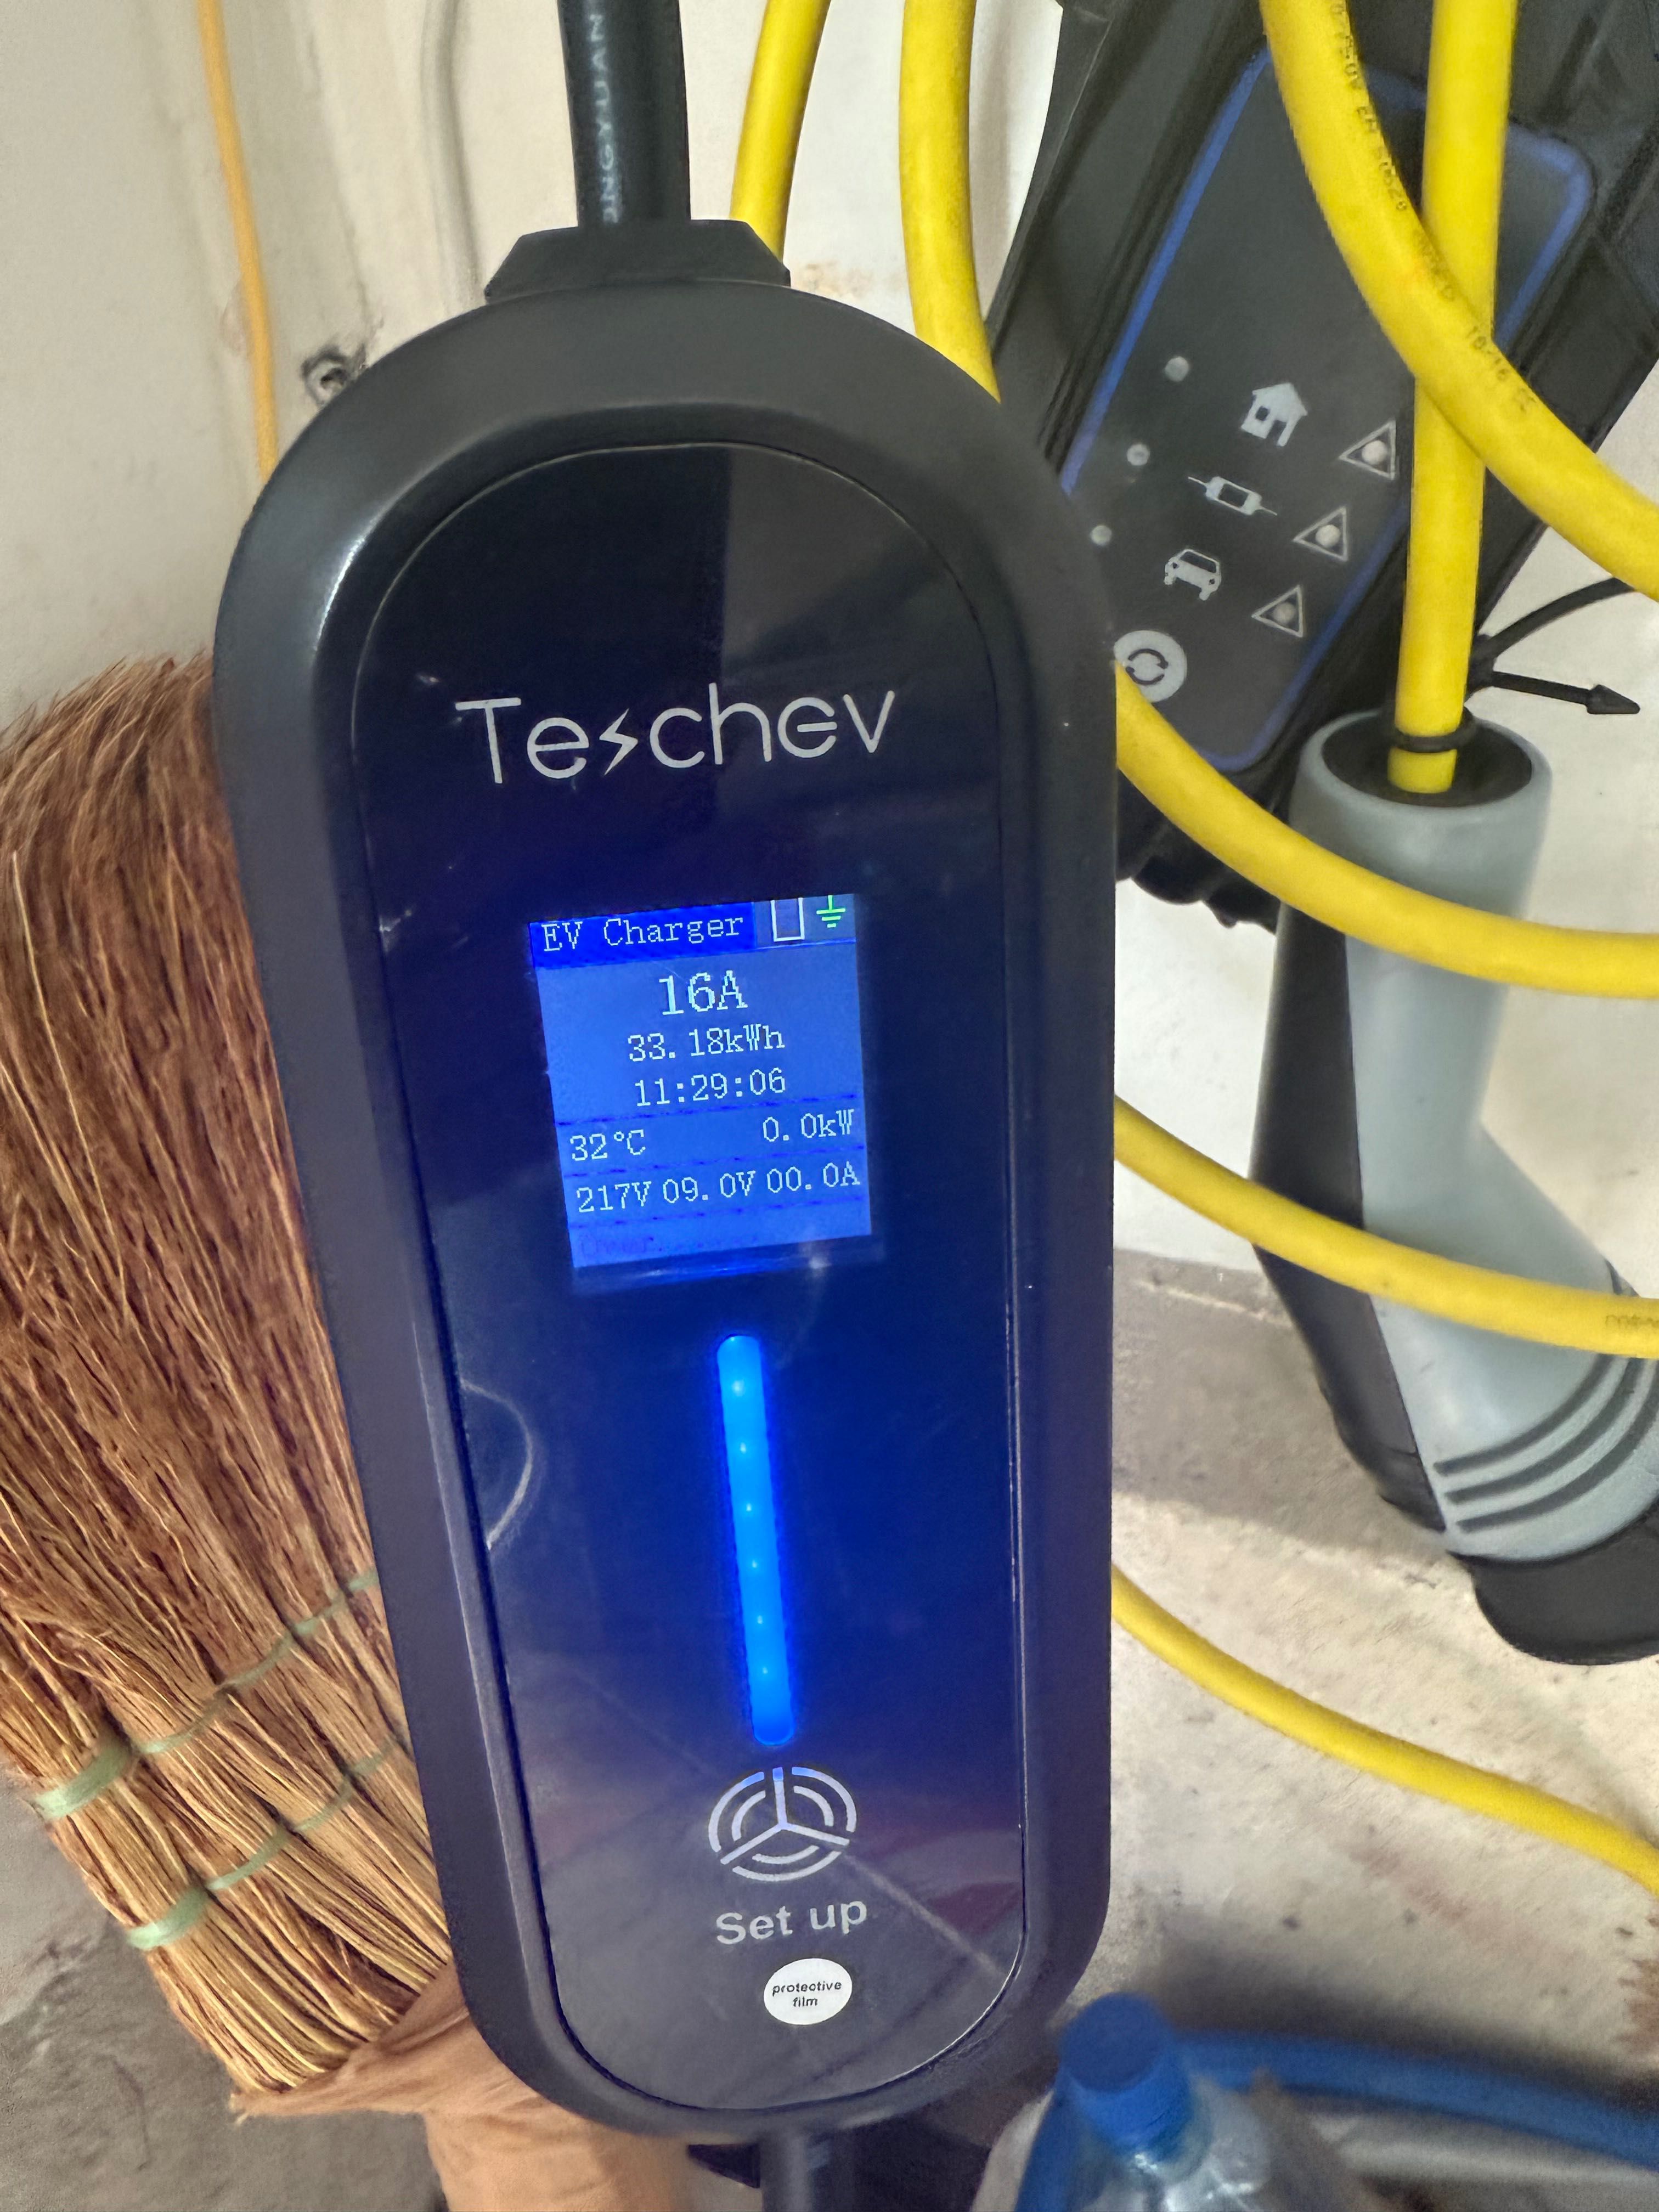 Teschev
EV Charger
16A
33.18kWh
11:29:06
32°C 0.0kW
217V 09.0V 00.0A
Set up
protective
film